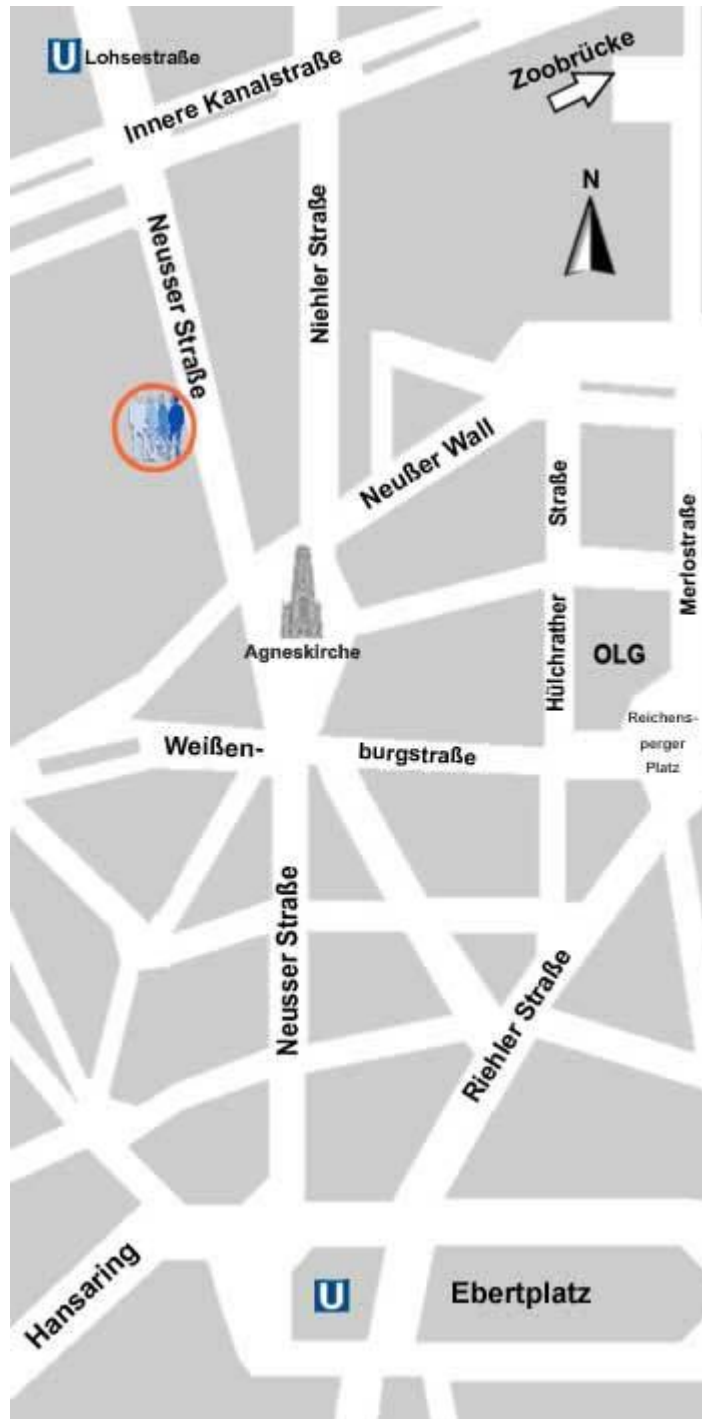 U Lohsestraße
Innere Kanalstraße
Zoobrücke
N
Neusser Straße
Niehler Straße
Neußer Wall
Straße
Hülchrather
Merlostraße
Agneskirche
OLG
Reichens-
perger
Platz
Weißen-
burgstraße
Neusser Straße
Riehler Straße
Hansaring
U
Ebertplatz